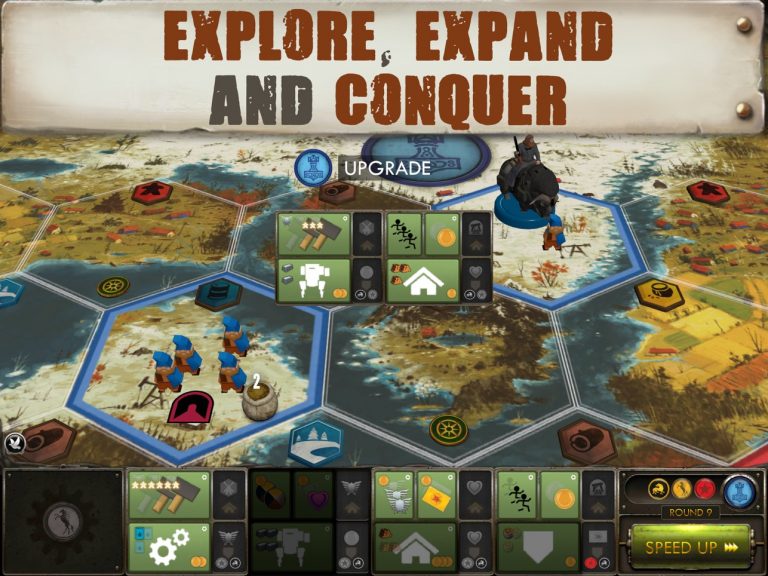 EXPLORE, EXPAND
AND CONQUER
UPGRADE
2
ROUND 9
SPEED UP